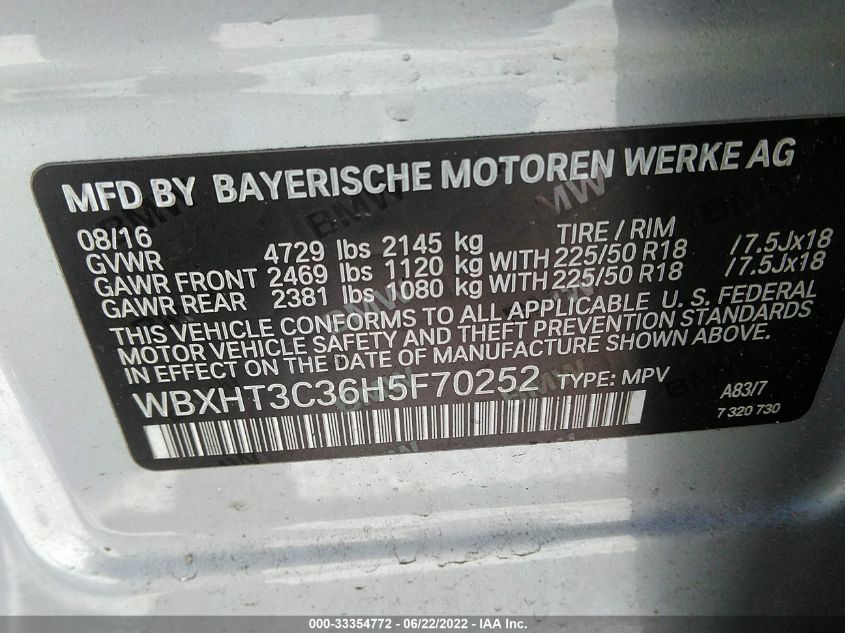 MFD BY BAYERISCHE MOTOREN WERKE AG
08/16 TIRE / RIM
GVWR 4729 lbs 2145 kg
GAWR FRONT 2469 lbs 1120 kg WITH 225/50 R18 /7.5Jx18
GAWR REAR 2381 lbs 1080 kg WITH 225/50 R18 /7.5Jx18
THIS VEHICLE CONFORMS TO ALL APPLICABLE U. S. FEDERAL
MOTOR VEHICLE SAFETY AND THEFT PREVENTION STANDARDS
IN EFFECT ON THE DATE OF MANUFACTURE SHOWN ABOVE.
WBXHT3C36H5F70252 TYPE: MPV A83/7
7 320 730
000-33354772 - 06/22/2022 - IAA Inc.